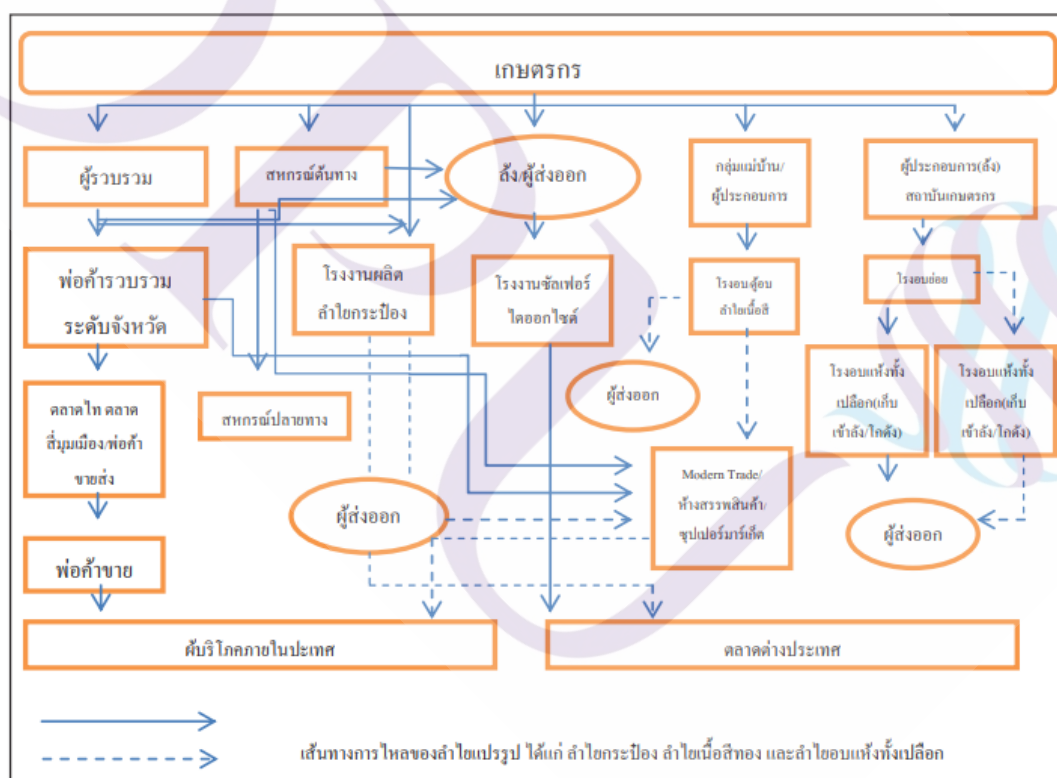 เกษตรกร
ผู้รวบรวม
สหกรณ์ต้นทาง
ล้ง/ผู้ส่งออก
กลุ่มแม่บ้าน/
ผู้ประกอบการ
ผู้ประกอบการ(ล้ง)
สถาบันเกษตรกร
พ่อค้ารวบรวม
ระดับจังหวัด
โรงงานผลิต
ลำไยกระป๋อง
โรงงานซัลเฟอร์
ไดออกไซด์
โรงอบตู้อบ
ลำไยเนื้อสี
โรงอบย่อย
ตลาดไท ตลาด
สี่มุมเมือง/พ่อค้า
ขายส่ง
สหกรณ์ปลายทาง
ผู้ส่งออก
โรงอบแห้งทั้ง
เปลือก(เก็บ
เข้าลัง/โกดัง)
โรงอบแห้งทั้ง
เปลือก(เก็บ
เข้าลัง/โกดัง)
ผู้ส่งออก
Modern Trade/
ห้างสรรพสินค้า/
ซุปเปอร์มาร์เก็ต
ผู้ส่งออก
พ่อค้าขาย
ผู้บริโภคภายในปะเทศ
ตลาดต่างประเทศ
เส้นทางการไหลของลำไยแปรรูป ได้แก่ ลำไยกระป๋อง ลำไยเนื้อสีทอง และลำไยอบแห้งทั้งเปลือก